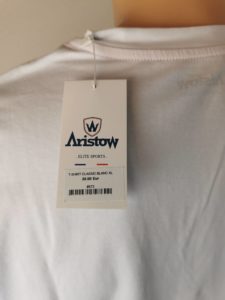 Aristow
ELITE SPORTS
T-SHIRT CLASSIC BLANC XL